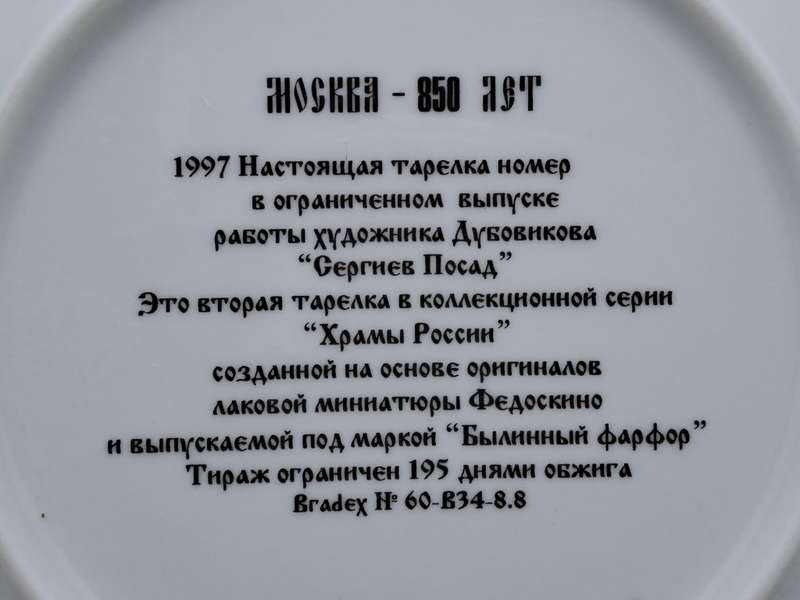 МОСКВА - 850 ЛЕТ
1997 Настоящая тарелка номер
в ограниченном выпуске
работы художника Дубовикова
“Сергиев Посад”
Это вторая тарелка в коллекционной серии
“Храмы России”
созданной на основе оригиналов
лаковой миниатюры Федоскино
и выпускаемой под маркой “Былинный фарфор”
Тираж ограничен 195 днями обжига
Bradex № 60-B34-8.8